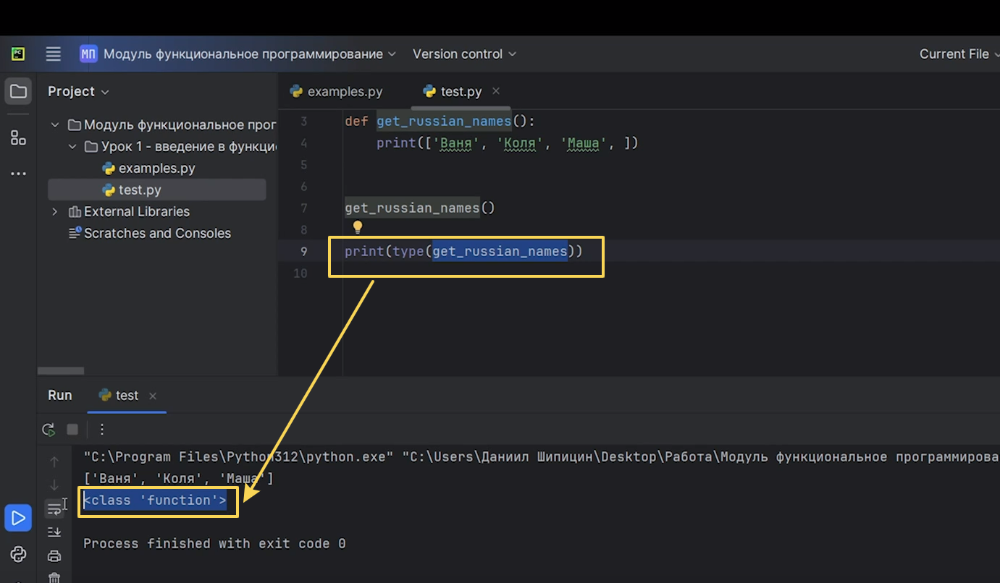 PC
МП Модуль функциональное программирование Version control Current File
Project
examples.py test.py
Модуль функциональное прог
Урок 1 - введение в функци
examples.py
test.py
External Libraries
Scratches and Consoles
3 def get_russian_names():
4 print(['Ваня', 'Коля', 'Маша', ])
5
6
7 get_russian_names()
8
9 print(type(get_russian_names))
10
Run test
"C:\Program Files\Python312\python.exe" "C:\Users\Даниил Шипицин\Desktop\Работа\Модуль функциональное программирова
['Ваня', 'Коля', 'Маша']
<class 'function'>
Process finished with exit code 0